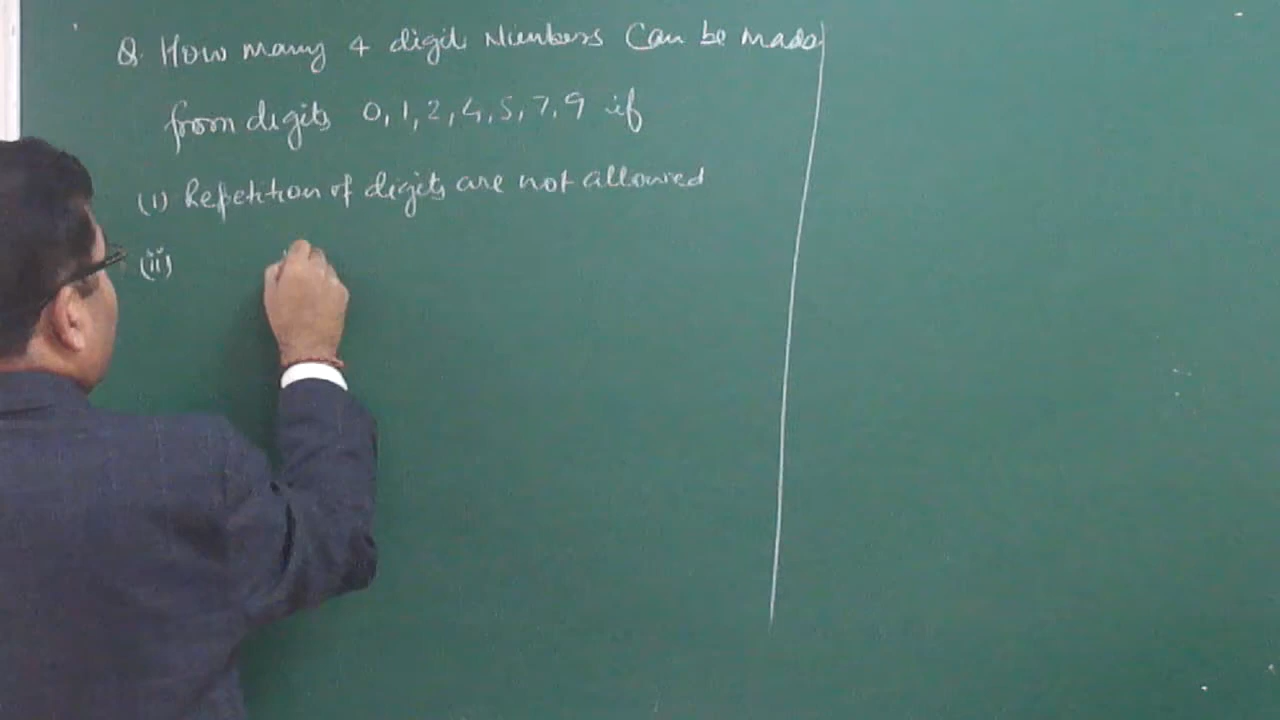 Q. How many 4 digit Numbers Can be made
from digits 0, 1, 2, 4, 5, 7, 9 if
(i) Repetition of digits are not allowed
(ii)